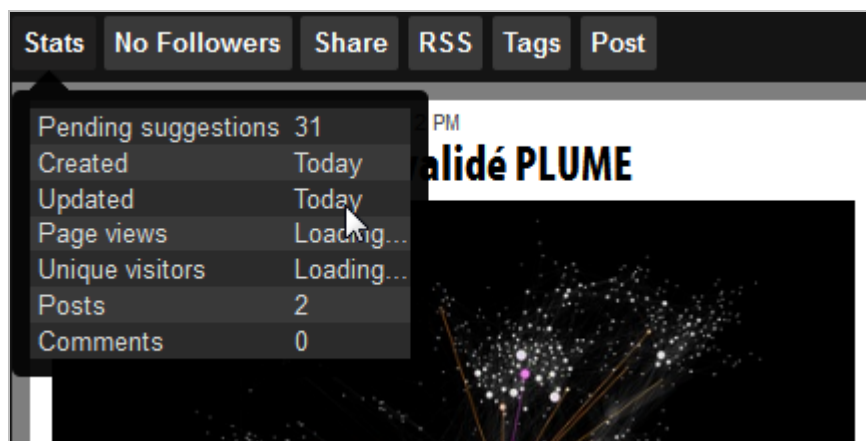 Stats No Followers Share RSS Tags Post
PM
Pending suggestions 31
alidé PLUME
Created Today
Updated Today
Page views Loading...
Unique visitors Loading...
Posts 2
Comments 0